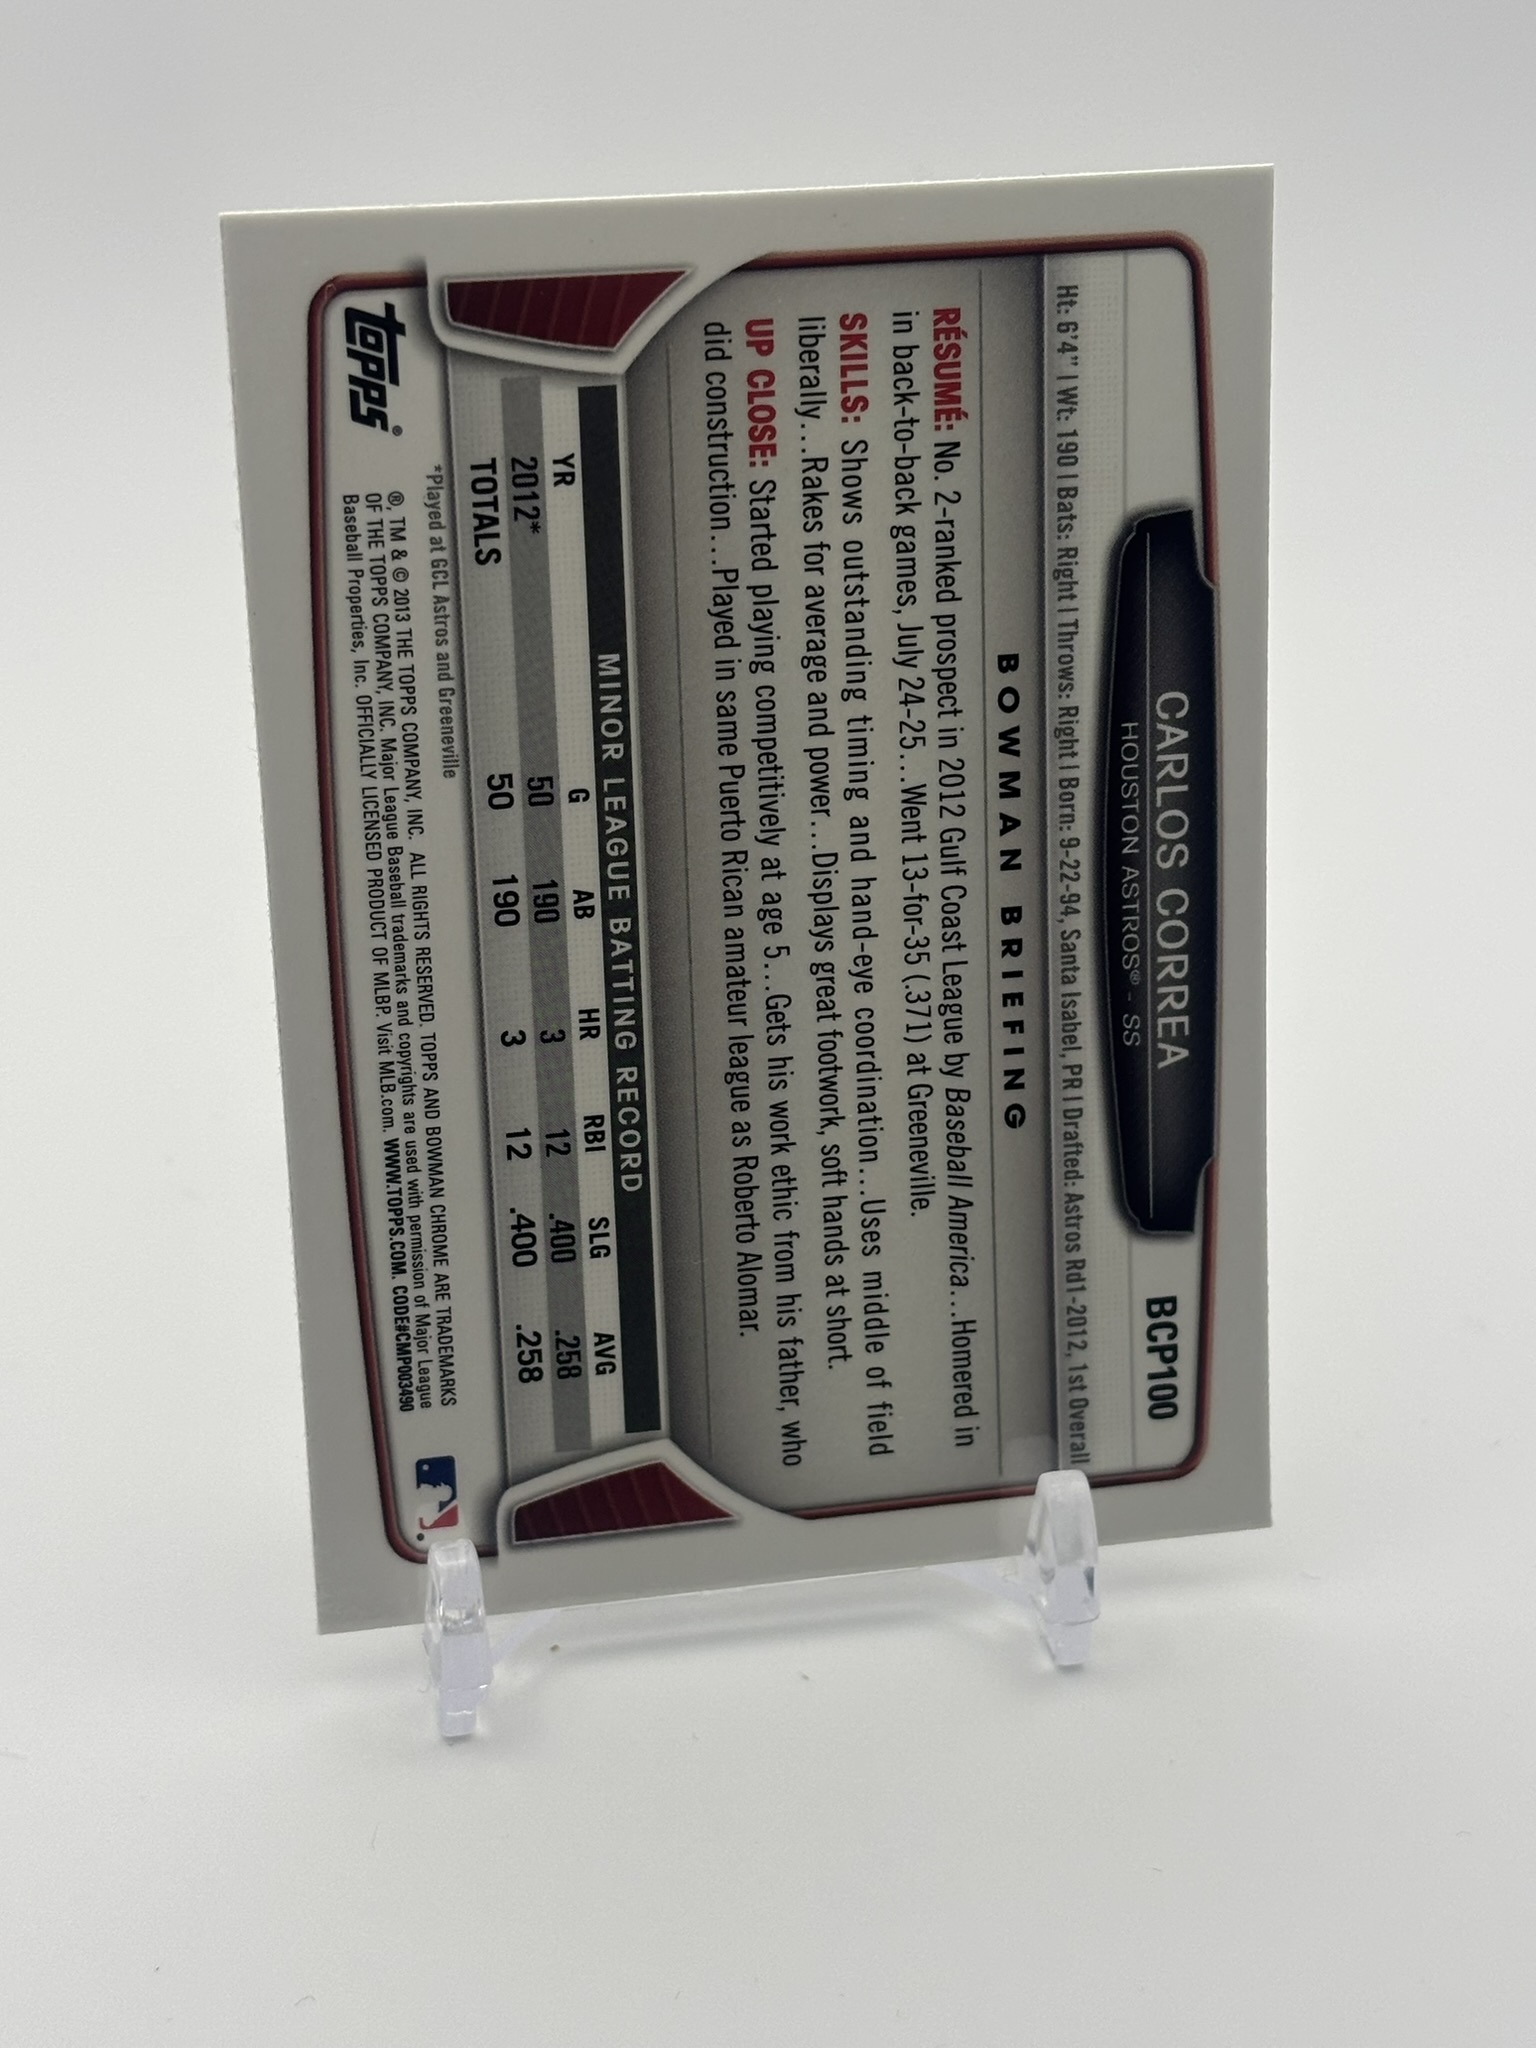 BCP100
CARLOS CORREA
HOUSTON ASTROS® - SS
Ht: 6'4" | Wt: 190 | Bats: Right | Throws: Right | Born: 9-22-94, Santa Isabel, PR | Drafted: Astros Rd1-2012, 1st Overall
BOWMAN BRIEFING
RÉSUMÉ: No. 2-ranked prospect in 2012 Gulf Coast League by Baseball America...Homered in
in back-to-back games, July 24-25...Went 13-for-35 (.371) at Greeneville.
SKILLS: Shows outstanding timing and hand-eye coordination...Uses middle of field
liberally...Rakes for average and power...Displays great footwork, soft hands at short.
UP CLOSE: Started playing competitively at age 5...Gets his work ethic from his father, who
did construction...Played in same Puerto Rican amateur league as Roberto Alomar.
MINOR LEAGUE BATTING RECORD
YR G AB HR RBI SLG AVG
2012* 50 190 3 12 .400 .258
TOTALS 50 190 3 12 .400 .258
*Played at GCL Astros and Greeneville
topps®
®, TM & © 2013 THE TOPPS COMPANY, INC. ALL RIGHTS RESERVED. TOPPS AND BOWMAN CHROME ARE TRADEMARKS
OF THE TOPPS COMPANY, INC. Major League Baseball trademarks and copyrights are used with permission of Major League
Baseball Properties, Inc. OFFICIALLY LICENSED PRODUCT OF MLBP. Visit MLB.com. WWW.TOPPS.COM. CODE#CMP003490